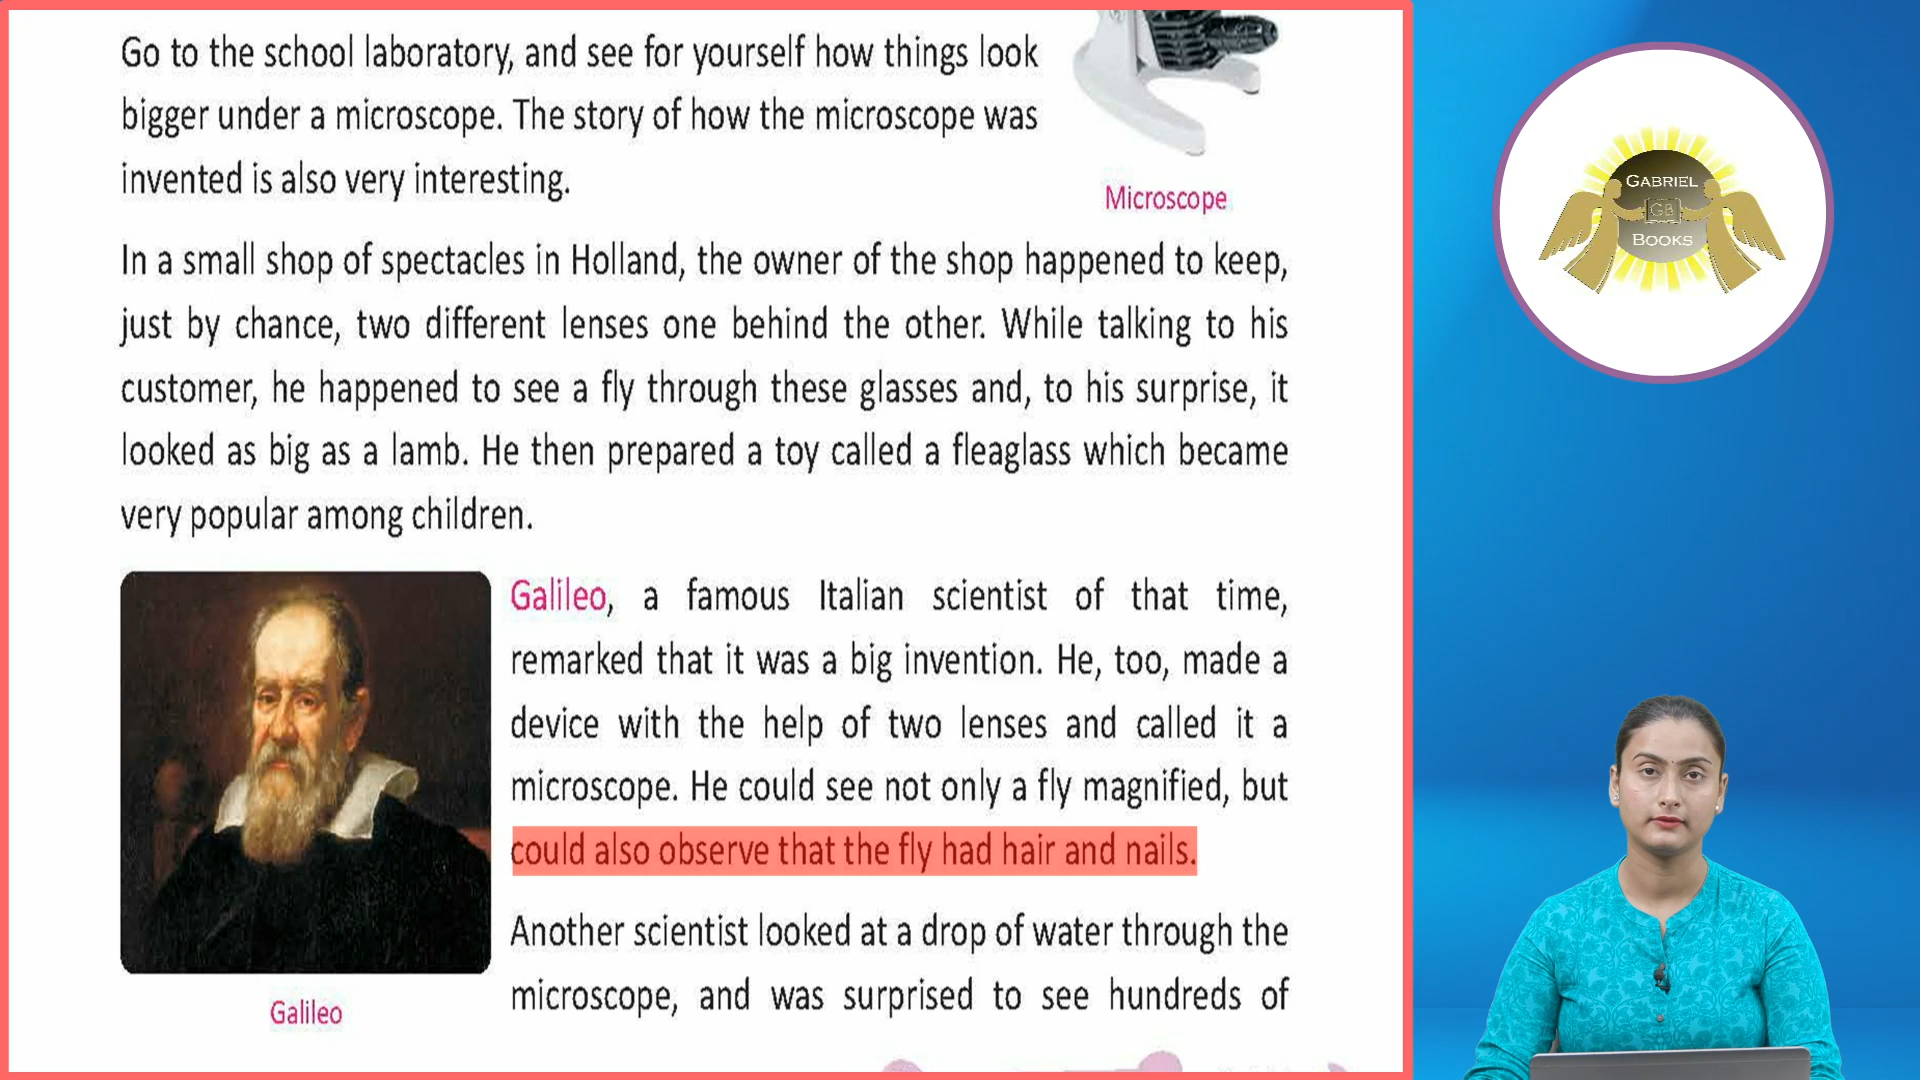 Go to the school laboratory, and see for yourself how things look
bigger under a microscope. The story of how the microscope was
invented is also very interesting.
Microscope
In a small shop of spectacles in Holland, the owner of the shop happened to keep,
just by chance, two different lenses one behind the other. While talking to his
customer, he happened to see a fly through these glasses and, to his surprise, it
looked as big as a lamb. He then prepared a toy called a fleaglass which became
very popular among children.
Galileo, a famous Italian scientist of that time,
remarked that it was a big invention. He, too, made a
device with the help of two lenses and called it a
microscope. He could see not only a fly magnified, but
could also observe that the fly had hair and nails.
Another scientist looked at a drop of water through the
microscope, and was surprised to see hundreds of
Galileo
GABRIEL
GB
BOOKS